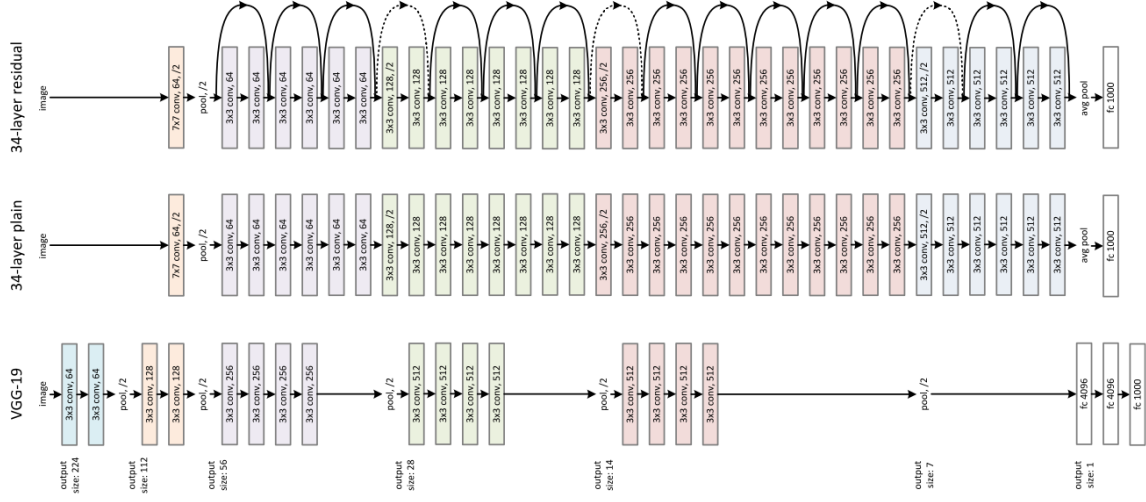 34-layer residual
image
7x7 conv, 64, /2
pool, /2
3x3 conv, 64
3x3 conv, 64
3x3 conv, 64
3x3 conv, 64
3x3 conv, 64
3x3 conv, 64
3x3 conv, 128, /2
3x3 conv, 128
3x3 conv, 128
3x3 conv, 128
3x3 conv, 128
3x3 conv, 128
3x3 conv, 128
3x3 conv, 128
3x3 conv, 256, /2
3x3 conv, 256
3x3 conv, 256
3x3 conv, 256
3x3 conv, 256
3x3 conv, 256
3x3 conv, 256
3x3 conv, 256
3x3 conv, 256
3x3 conv, 256
3x3 conv, 256
3x3 conv, 256
3x3 conv, 512, /2
3x3 conv, 512
3x3 conv, 512
3x3 conv, 512
3x3 conv, 512
3x3 conv, 512
avg pool
fc 1000
34-layer plain
image
7x7 conv, 64, /2
pool, /2
3x3 conv, 64
3x3 conv, 64
3x3 conv, 64
3x3 conv, 64
3x3 conv, 64
3x3 conv, 64
3x3 conv, 128, /2
3x3 conv, 128
3x3 conv, 128
3x3 conv, 128
3x3 conv, 128
3x3 conv, 128
3x3 conv, 128
3x3 conv, 128
3x3 conv, 256, /2
3x3 conv, 256
3x3 conv, 256
3x3 conv, 256
3x3 conv, 256
3x3 conv, 256
3x3 conv, 256
3x3 conv, 256
3x3 conv, 256
3x3 conv, 256
3x3 conv, 256
3x3 conv, 256
3x3 conv, 512, /2
3x3 conv, 512
3x3 conv, 512
3x3 conv, 512
3x3 conv, 512
3x3 conv, 512
avg pool
fc 1000
VGG-19
image
3x3 conv, 64
3x3 conv, 64
pool, /2
3x3 conv, 128
3x3 conv, 128
pool, /2
3x3 conv, 256
3x3 conv, 256
3x3 conv, 256
3x3 conv, 256
pool, /2
3x3 conv, 512
3x3 conv, 512
3x3 conv, 512
3x3 conv, 512
pool, /2
3x3 conv, 512
3x3 conv, 512
3x3 conv, 512
3x3 conv, 512
pool, /2
fc 4096
fc 4096
fc 1000
output
size: 224
output
size: 112
output
size: 56
output
size: 28
output
size: 14
output
size: 7
output
size: 1